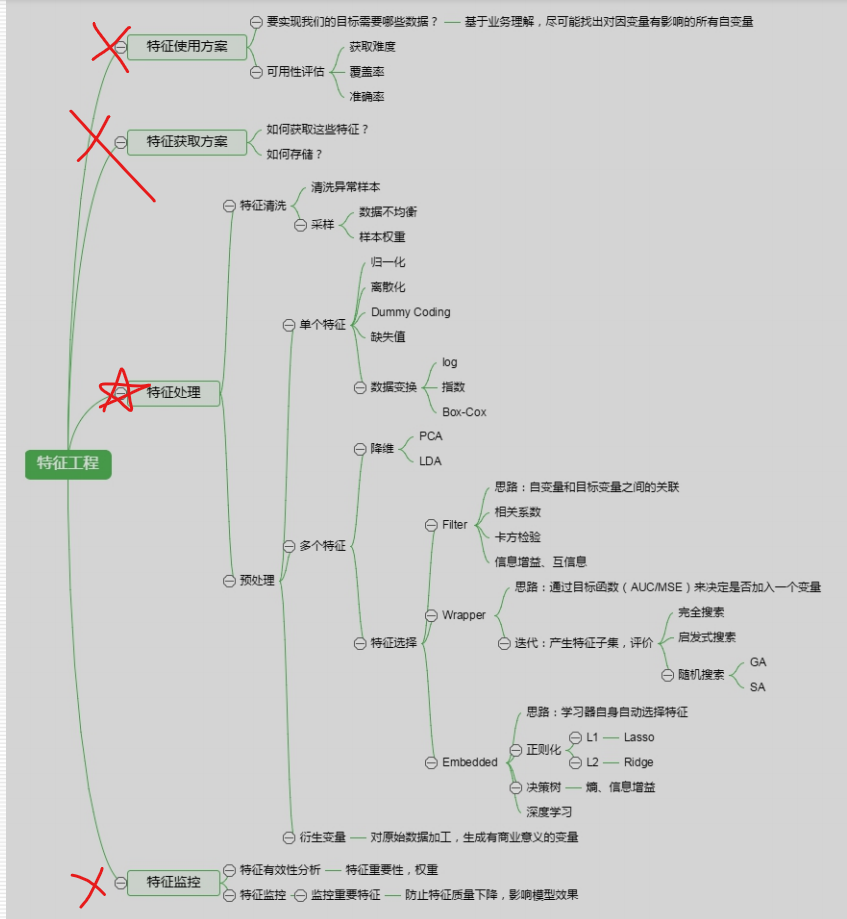 要实现我们的目标需要哪些数据？
基于业务理解，尽可能找出对因变量有影响的所有自变量
特征使用方案
获取难度
可用性评估
覆盖率
准确率
特征获取方案
如何获取这些特征？
如何存储？
特征清洗
清洗异常样本
采样
数据不均衡
样本权重
归一化
离散化
Dummy Coding
单个特征
缺失值
log
数据变换
指数
特征处理
Box-Cox
PCA
降维
LDA
特征工程
思路：自变量和目标变量之间的关联
相关系数
Filter
卡方检验
多个特征
信息增益、互信息
预处理
思路：通过目标函数（AUC/MSE）来决定是否加入一个变量
Wrapper
完全搜索
特征选择
迭代：产生特征子集，评价
启发式搜索
随机搜索
GA
SA
思路：学习器自身自动选择特征
正则化
L1
Lasso
L2
Ridge
Embedded
决策树
熵、信息增益
深度学习
衍生变量
对原始数据加工，生成有商业意义的变量
特征有效性分析
特征重要性，权重
特征监控
特征监控
监控重要特征
防止特征质量下降，影响模型效果